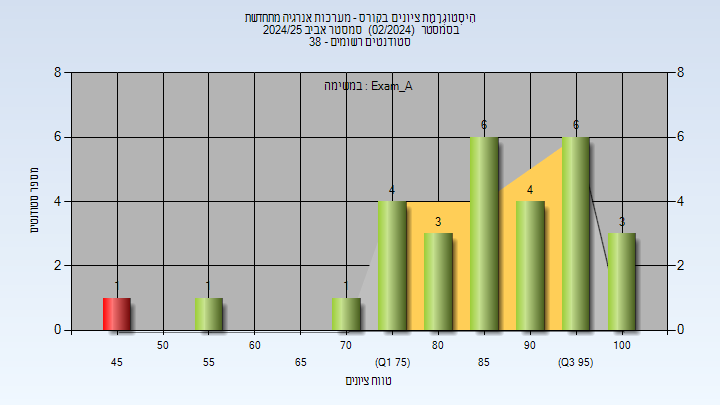 היסטוגרמת ציונים בקורס - מערכות אנרגיה מתחדשת
בסמסטר (02/2024) סמסטר אביב 2024/25
סטודנטים רשומים - 38
במשימה : Exam_A
8 8
6 6
4 4
2 2
0 0
מספר סטודנטים
1 1 1 4 3 6 4 6 3
50 60 70 80 90 100
45 55 65 (Q1 75) 85 (Q3 95)
טווח ציונים